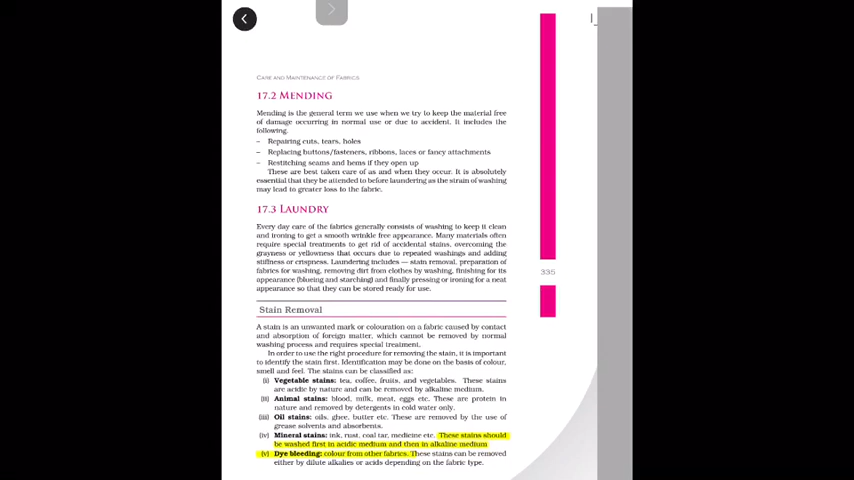 CARE AND MAINTENANCE OF FABRICS
17.2 MENDING
Mending is the general term we use when we try to keep the material free
of damage occurring in normal use or due to accident. It includes the
following.
– Repairing cuts, tears, holes
– Replacing buttons/fasteners, ribbons, laces or fancy attachments
– Restitching seams and hems if they open up
These are best taken care of as and when they occur. It is absolutely
essential that they be attended to before laundering as the strain of washing
may lead to greater loss to the fabric.
17.3 LAUNDRY
Every day care of the fabrics generally consists of washing to keep it clean
and ironing to get a smooth wrinkle free appearance. Many materials often
require special treatments to get rid of accidental stains, overcoming the
grayness or yellowness that occurs due to repeated washings and adding
stiffness or crispness. Laundering includes — stain removal, preparation of
fabrics for washing, removing dirt from clothes by washing, finishing for its
appearance (blueing and starching) and finally pressing or ironing for a neat
appearance so that they can be stored ready for use.
335
Stain Removal
A stain is an unwanted mark or colouration on a fabric caused by contact
and absorption of foreign matter, which cannot be removed by normal
washing process and requires special treatment.
In order to use the right procedure for removing the stain, it is important
to identify the stain first. Identification may be done on the basis of colour,
smell and feel. The stains can be classified as:
(i) Vegetable stains: tea, coffee, fruits, and vegetables. These stains
are acidic by nature and can be removed by alkaline medium.
(ii) Animal stains: blood, milk, meat, eggs etc. These are protein in
nature and removed by detergents in cold water only.
(iii) Oil stains: oils, ghee, butter etc. These are removed by the use of
grease solvents and absorbents.
(iv) Mineral stains: ink, rust, coal tar, medicine etc. These stains should
be washed first in acidic medium and then in alkaline medium
(v) Dye bleeding: colour from other fabrics. These stains can be removed
either by dilute alkalies or acids depending on the fabric type.